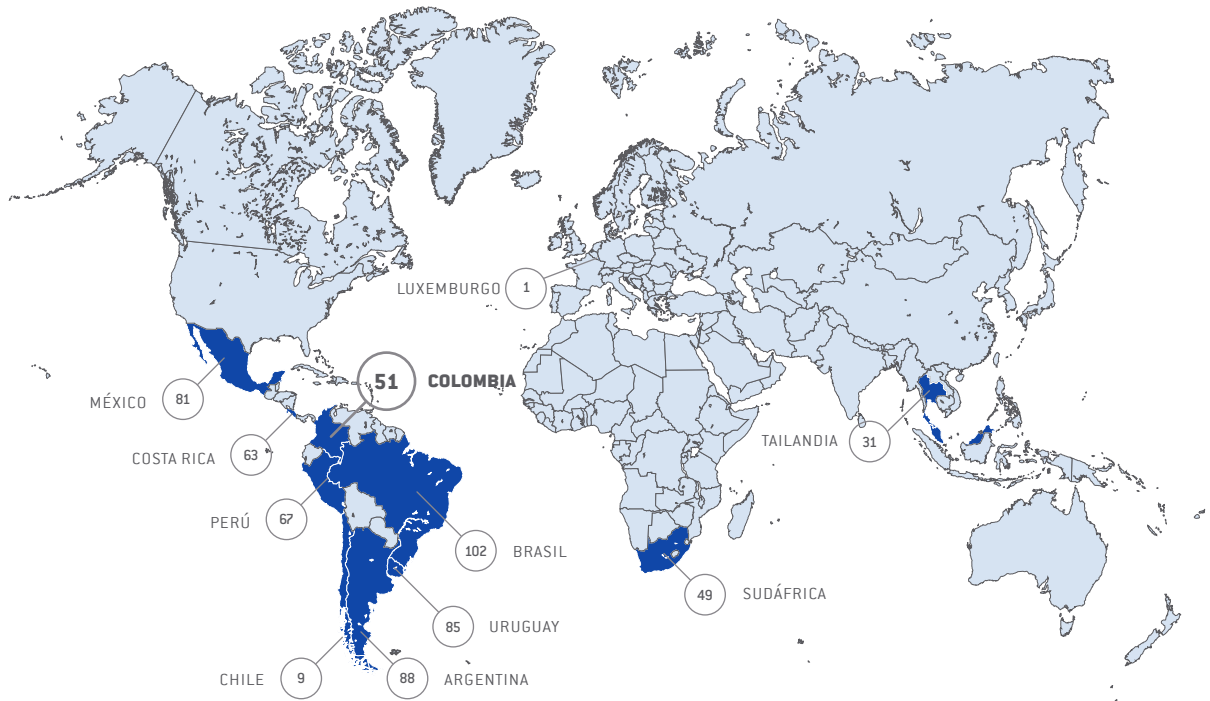 LUXEMBURGO 1
51 COLOMBIA
MÉXICO 81
COSTA RICA 63
TAILANDIA 31
PERÚ 67
102 BRASIL
49 SUDÁFRICA
85 URUGUAY
CHILE 9
88 ARGENTINA